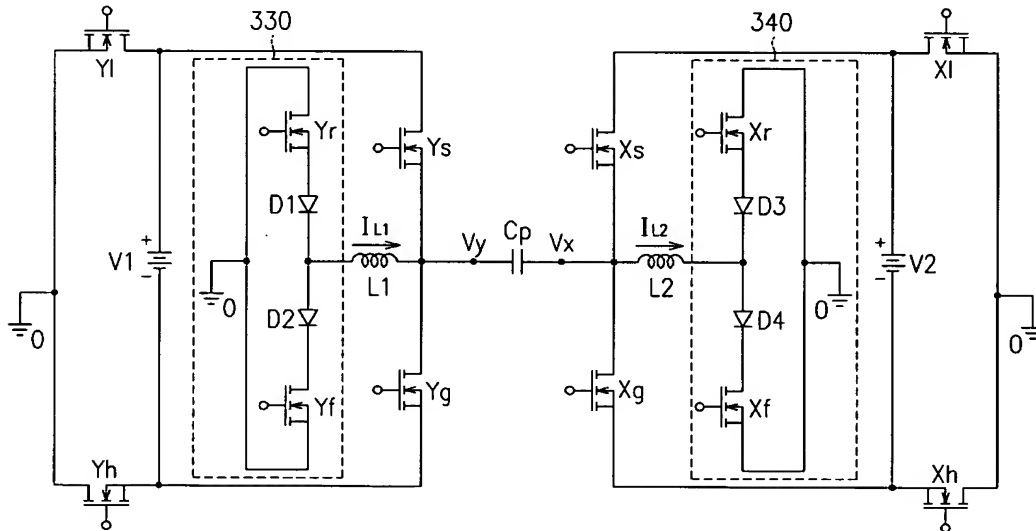 330
340
Yl
Xl
Yr
Ys
Xs
Xr
D1
D3
IL1
Vy
Cp
Vx
IL2
V1
+
-
L1
L2
V2
+
-
0
0
0
0
D2
D4
Yf
Yg
Xg
Xf
Yh
Xh